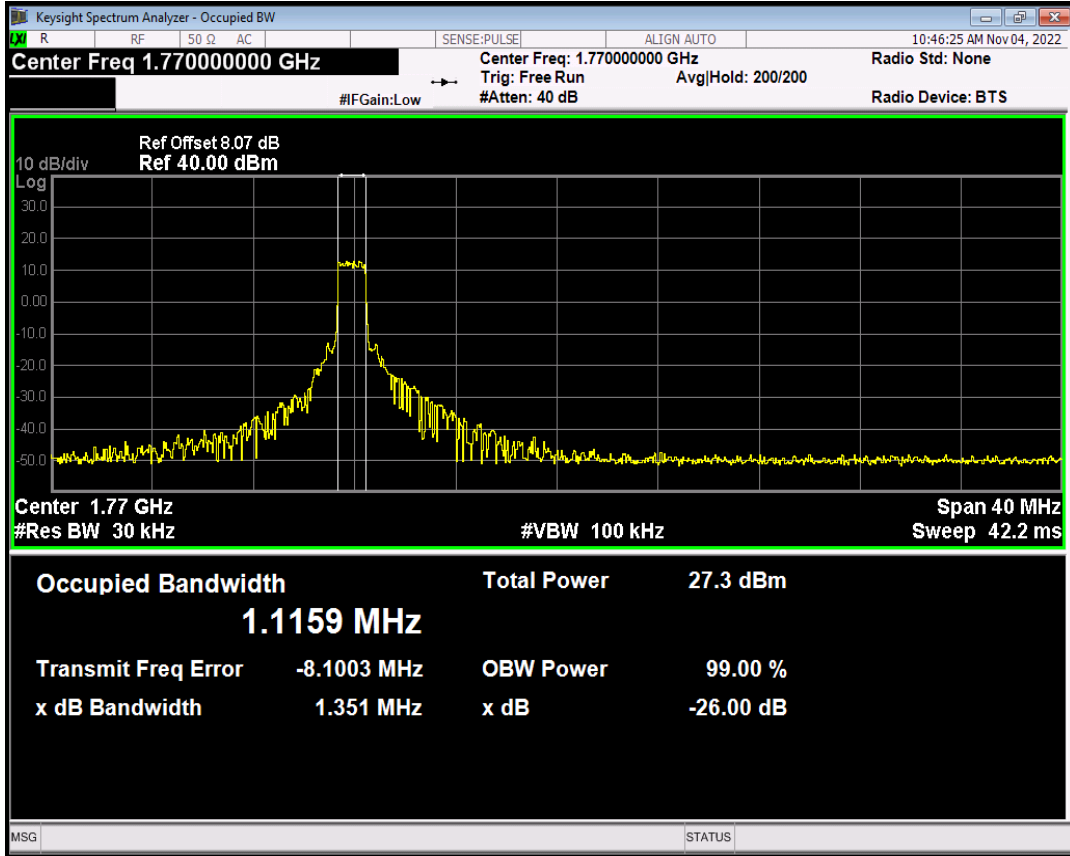 Keysight Spectrum Analyzer - Occupied BW
LXI R RF 50 Ω AC SENSE:PULSE ALIGN AUTO 10:46:25 AM Nov 04, 2022
Center Freq 1.770000000 GHz
Center Freq: 1.770000000 GHz
Radio Std: None
Trig: Free Run Avg|Hold: 200/200
#IFGain:Low #Atten: 40 dB Radio Device: BTS
Ref Offset 8.07 dB
10 dB/div Ref 40.00 dBm
Log
30.0
20.0
10.0
0.00
-10.0
-20.0
-30.0
-40.0
-50.0
Center 1.77 GHz Span 40 MHz
#Res BW 30 kHz #VBW 100 kHz Sweep 42.2 ms
Occupied Bandwidth Total Power 27.3 dBm
1.1159 MHz
Transmit Freq Error -8.1003 MHz OBW Power 99.00 %
x dB Bandwidth 1.351 MHz x dB -26.00 dB
MSG STATUS